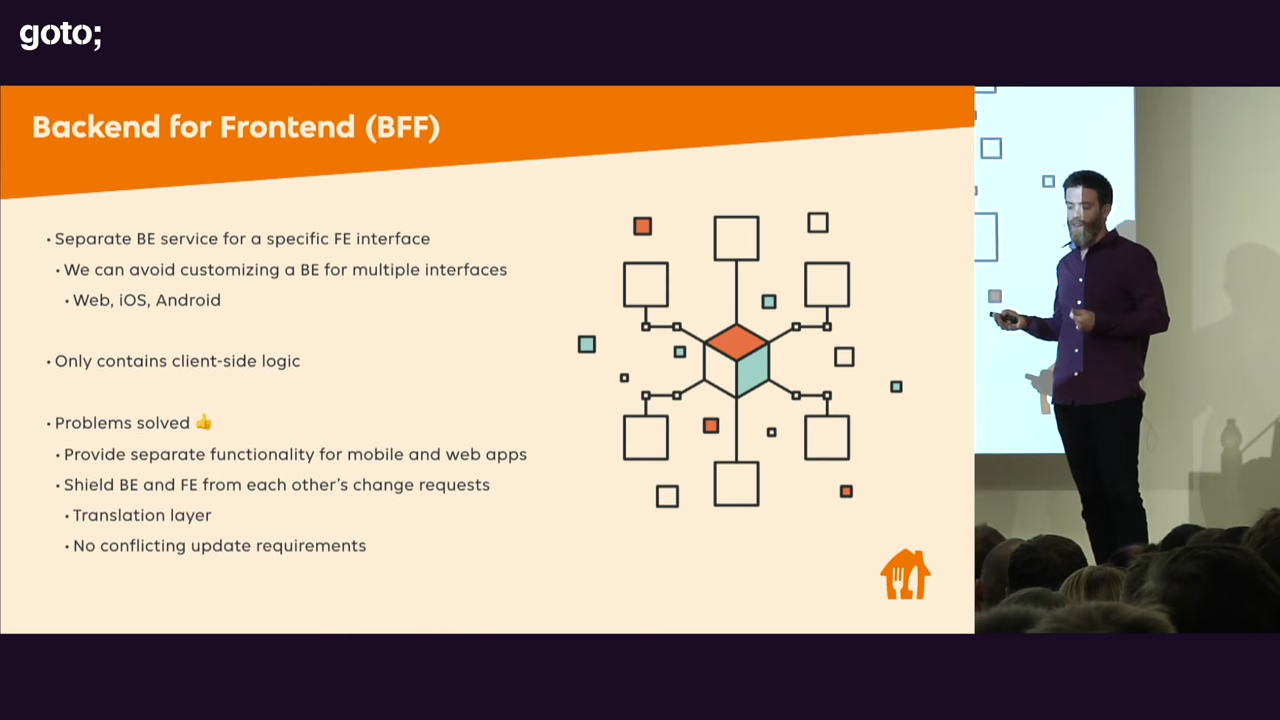 goto;
Backend for Frontend (BFF)
• Separate BE service for a specific FE interface
• We can avoid customizing a BE for multiple interfaces
• Web, iOS, Android
• Only contains client-side logic
• Problems solved 👍
• Provide separate functionality for mobile and web apps
• Shield BE and FE from each other's change requests
• Translation layer
• No conflicting update requirements